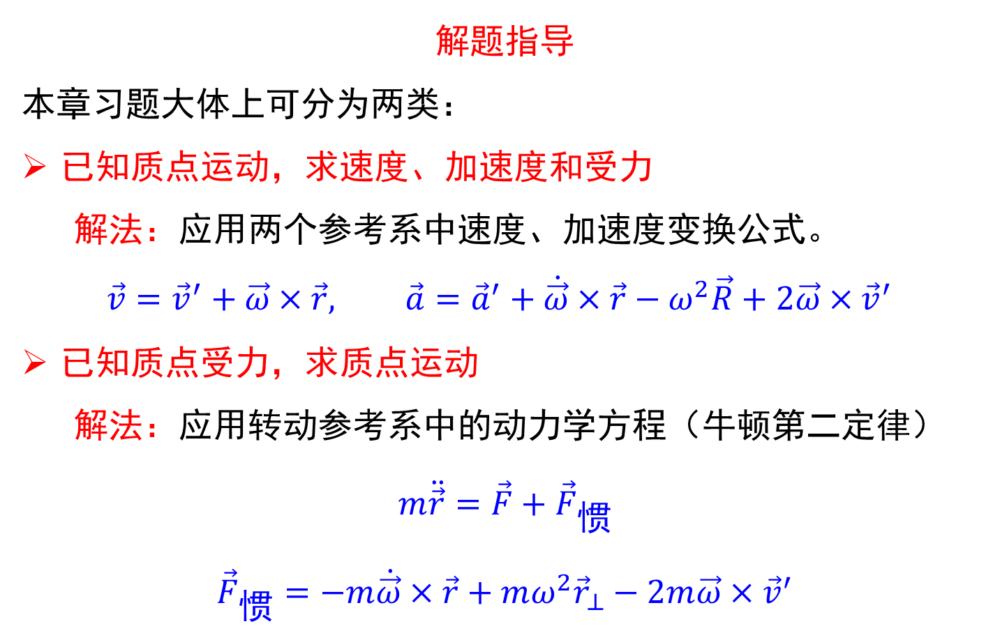 解题指导
本章习题大体上可分为两类：
➢ 已知质点运动，求速度、加速度和受力
解法：应用两个参考系中速度、加速度变换公式。
$\vec{v} = \vec{v}' + \vec{\omega} \times \vec{r}, \quad \vec{a} = \vec{a}' + \dot{\vec{\omega}} \times \vec{r} - \omega^2 \vec{R} + 2\vec{\omega} \times \vec{v}'$
➢ 已知质点受力，求质点运动
解法：应用转动参考系中的动力学方程（牛顿第二定律）
$m\ddot{\vec{r}} = \vec{F} + \vec{F}_{惯}$
$\vec{F}_{惯} = -m\dot{\vec{\omega}} \times \vec{r} + m\omega^2 \vec{r}_{\perp} - 2m\vec{\omega} \times \vec{v}'$